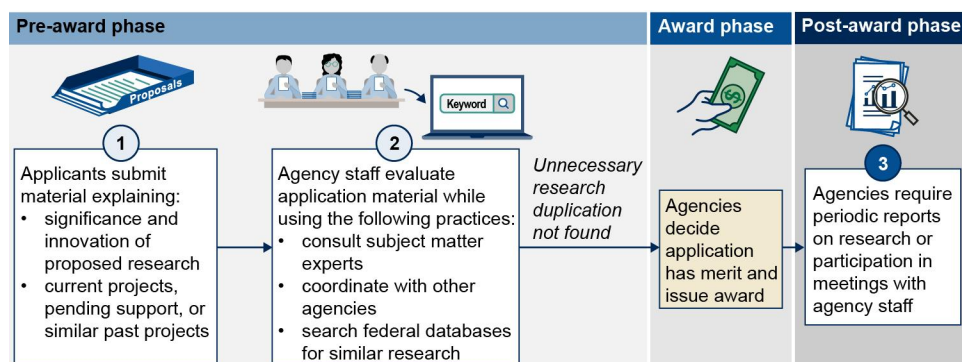 Pre-award phase
Award phase
Post-award phase
Proposals
Keyword
1
Applicants submit
material explaining:
• significance and
innovation of
proposed research
• current projects,
pending support, or
similar past projects
2
Agency staff evaluate
application material while
using the following practices:
• consult subject matter
experts
• coordinate with other
agencies
• search federal databases
for similar research
Unnecessary
research
duplication
not found
$
Agencies
decide
application
has merit and
issue award
3
Agencies require
periodic reports
on research or
participation in
meetings with
agency staff